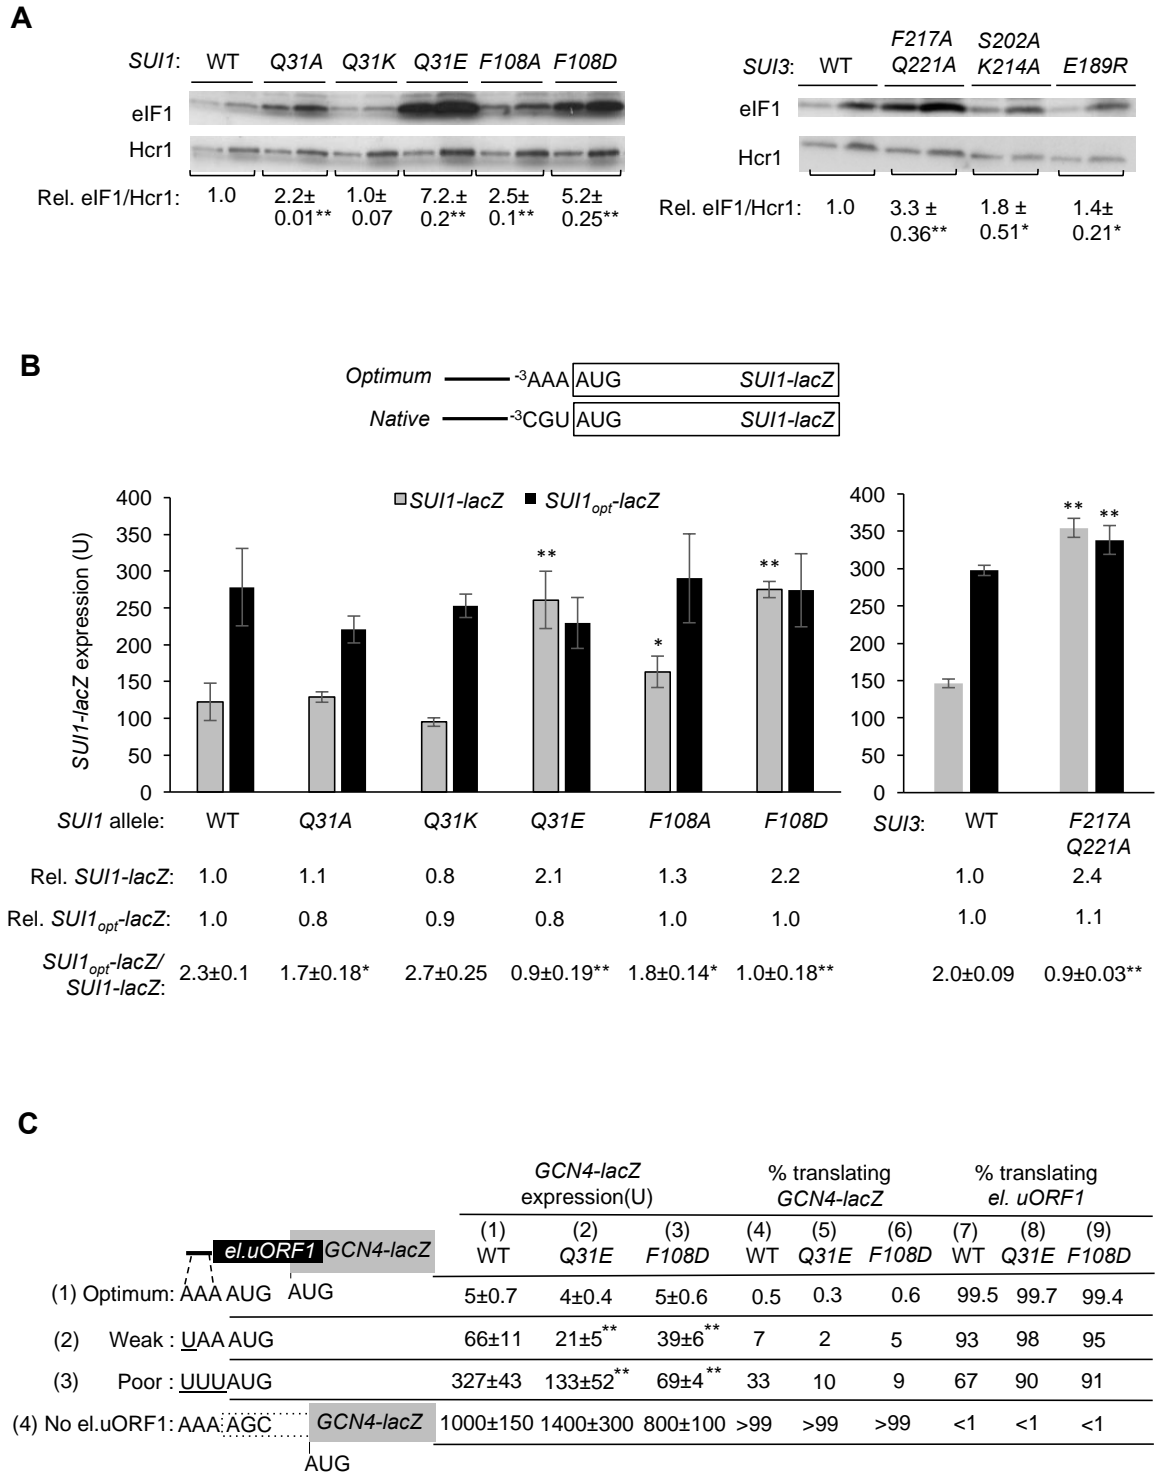 A
SUI1: WT Q31A Q31K Q31E F108A F108D
eIF1
Hcr1
Rel. eIF1/Hcr1: 1.0 2.2± 1.0± 7.2.± 2.5± 5.2±
0.01** 0.07 0.2** 0.1** 0.25**
F217A S202A
SUI3: WT Q221A K214A E189R
eIF1
Hcr1
Rel. eIF1/Hcr1: 1.0 3.3 ± 1.8 ± 1.4±
0.36** 0.51* 0.21*
B
Optimum -3AAA AUG SUI1-lacZ
Native -3CGU AUG SUI1-lacZ
SUI1-lacZ SUI1opt-lacZ
SUI1-lacZ expression (U)
400 400
350
300 300
250
200 200
150
100 100
50
0 0
** * ** ** **
SUI1 allele: WT Q31A Q31K Q31E F108A F108D SUI3: WT F217A
Q221A
Rel. SUI1-lacZ: 1.0 1.1 0.8 2.1 1.3 2.2 1.0 2.4
Rel. SUI1opt-lacZ: 1.0 0.8 0.9 0.8 1.0 1.0 1.0 1.1
SUI1opt-lacZ/
SUI1-lacZ: 2.3±0.1 1.7±0.18* 2.7±0.25 0.9±0.19** 1.8±0.14* 1.0±0.18** 2.0±0.09 0.9±0.03**
C
GCN4-lacZ % translating % translating
expression(U) GCN4-lacZ el. uORF1
(1) (2) (3) (4) (5) (6) (7) (8) (9)
el.uORF1 GCN4-lacZ WT Q31E F108D WT Q31E F108D WT Q31E F108D
(1) Optimum: AAA AUG AUG 5±0.7 4±0.4 5±0.6 0.5 0.3 0.6 99.5 99.7 99.4
(2) Weak : UAA AUG 66±11 21±5** 39±6** 7 2 5 93 98 95
(3) Poor : UUUAUG 327±43 133±52** 69±4** 33 10 9 67 90 91
(4) No el.uORF1: AAA AGC GCN4-lacZ 1000±150 1400±300 800±100 >99 >99 >99 <1 <1 <1
AUG